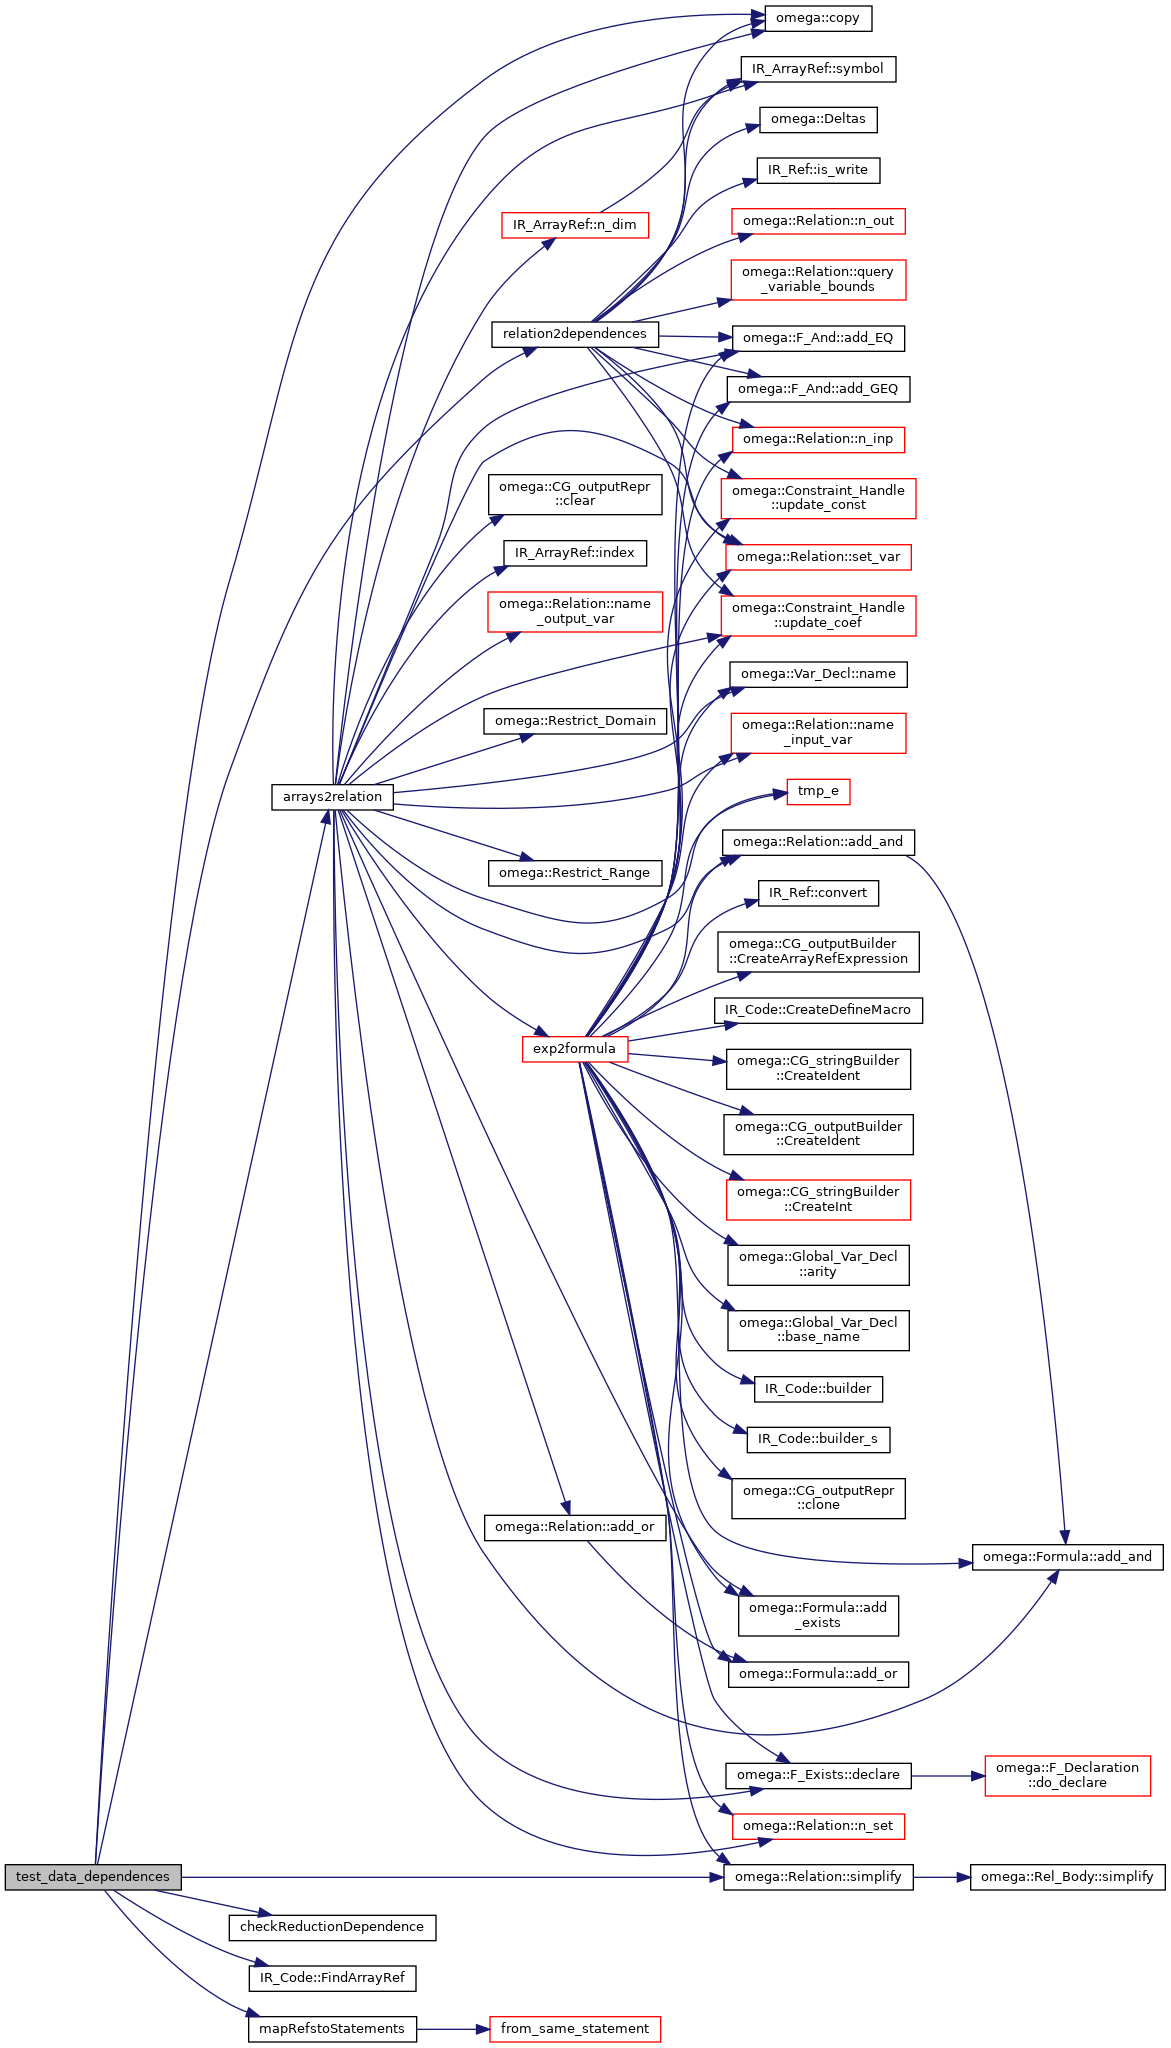 omega::copy
IR_ArrayRef::symbol
omega::Deltas
IR_Ref::is_write
IR_ArrayRef::n_dim
omega::Relation::n_out
omega::Relation::query
_variable_bounds
relation2dependences
omega::F_And::add_EQ
omega::F_And::add_GEQ
omega::Relation::n_inp
omega::CG_outputRepr
::clear
omega::Constraint_Handle
::update_const
IR_ArrayRef::index
omega::Relation::set_var
omega::Relation::name
_output_var
omega::Constraint_Handle
::update_coef
omega::Var_Decl::name
omega::Restrict_Domain
omega::Relation::name
_input_var
arrays2relation
tmp_e
omega::Relation::add_and
omega::Restrict_Range
IR_Ref::convert
omega::CG_outputBuilder
::CreateArrayRefExpression
IR_Code::CreateDefineMacro
exp2formula
omega::CG_stringBuilder
::CreateIdent
omega::CG_outputBuilder
::CreateIdent
omega::CG_stringBuilder
::CreateInt
omega::Global_Var_Decl
::arity
omega::Global_Var_Decl
::base_name
IR_Code::builder
IR_Code::builder_s
omega::CG_outputRepr
::clone
omega::Relation::add_or
omega::Formula::add_and
omega::Formula::add
_exists
omega::Formula::add_or
omega::F_Exists::declare
omega::F_Declaration
::do_declare
omega::Relation::n_set
test_data_dependences
omega::Relation::simplify
omega::Rel_Body::simplify
checkReductionDependence
IR_Code::FindArrayRef
mapRefstoStatements
from_same_statement